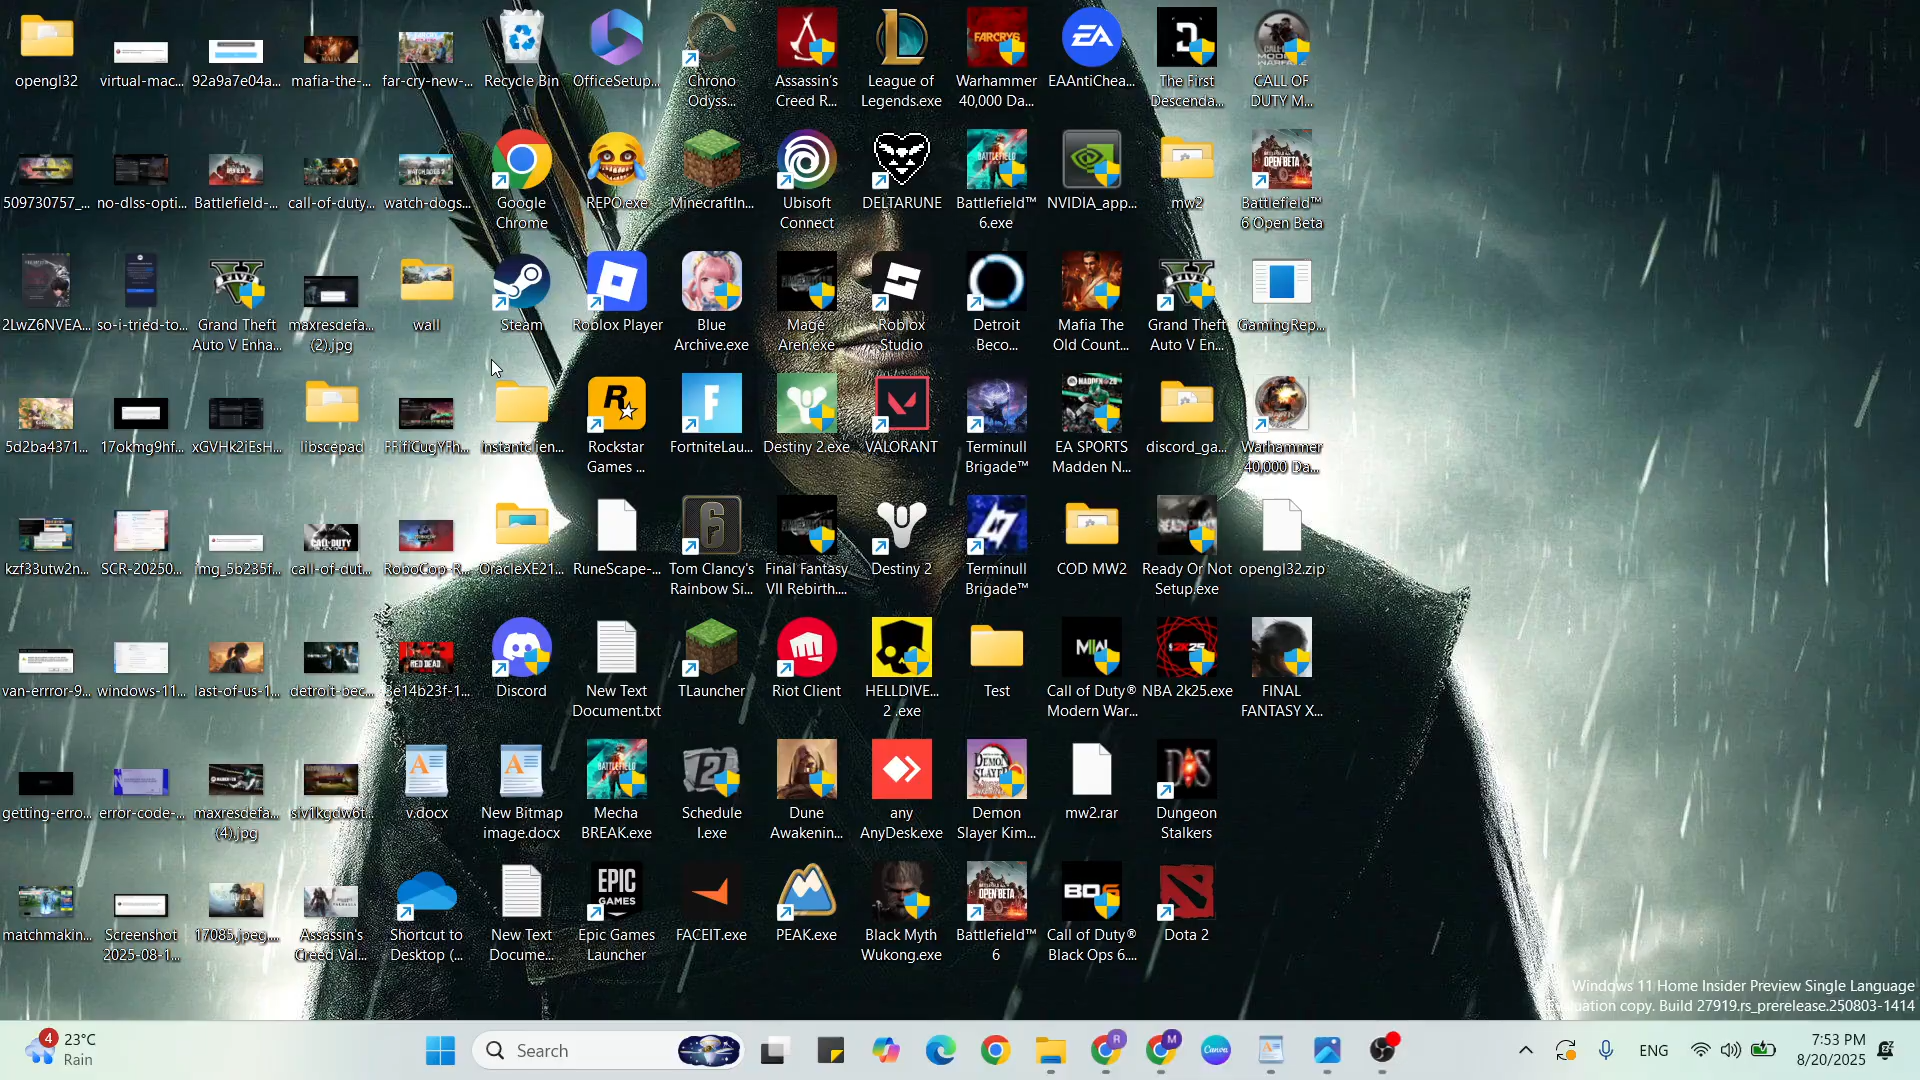 opengl32
virtual-mac...
92a9a7e04a...
mafia-the-...
far-cry-new-...
Recycle Bin
OfficeSetup...
Chrono
Odyss...
Assassin's
Creed R...
League of
Legends.exe
Warhammer
40,000 Da...
EAAntiChea...
The First
Descenda...
CALL OF
DUTY M...
509730757_...
no-dlss-opti...
Battlefield-...
call-of-duty...
watch-dogs...
Google
Chrome
REPO.exe
MinecraftIn...
Ubisoft
Connect
DELTARUNE
Battlefield™
6.exe
NVIDIA_app...
mw2
Battlefield™
6 Open Beta
2LwZ6NVEA...
so-i-tried-to...
Grand Theft
Auto V Enha...
maxresdefa...
(2).jpg
wall
Steam
Roblox Player
Blue
Archive.exe
Mage
Aren.exe
Roblox
Studio
Detroit
Beco...
Mafia The
Old Count...
Grand Theft
Auto V En...
GamingRep...
5d2ba4371...
17okmg9hf...
xGVHk2iEsH...
libscepad
FFifiCugYFh...
instantclien...
Rockstar
Games ...
FortniteLau...
Destiny 2.exe
VALORANT
Terminull
Brigade™
EA SPORTS
Madden N...
discord_ga...
Warhammer
40,000 Da...
kzf33utw2n...
SCR-20250...
img_5b235f...
call-of-dut...
RoboCop-R...
OracleXE21...
RuneScape-...
Tom Clancy's
Rainbow Si...
Final Fantasy
VII Rebirth....
Destiny 2
Terminull
Brigade™
COD MW2
Ready Or Not
Setup.exe
opengl32.zip
van-errror-9...
windows-11...
last-of-us-1...
detroit-bec...
3e14b23f-1...
Discord
New Text
Document.txt
TLauncher
Riot Client
HELLDIVE...
2 .exe
Test
Call of Duty®
Modern War...
NBA 2k25.exe
FINAL
FANTASY X...
getting-erro...
error-code-...
maxresdefa...
(4).jpg
siv1kgdw6t...
v.docx
New Bitmap
image.docx
Mecha
BREAK.exe
Schedule
I.exe
Dune
Awakenin...
any
AnyDesk.exe
Demon
Slayer Kim...
mw2.rar
Dungeon
Stalkers
matchmakin...
Screenshot
2025-08-1...
17085.jpeg....
Assassin's
Creed Val...
Shortcut to
Desktop (...
New Text
Docume...
Epic Games
Launcher
FACEIT.exe
PEAK.exe
Black Myth
Wukong.exe
Battlefield™
6
Call of Duty®
Black Ops 6....
Dota 2
Windows 11 Home Insider Preview Single Language
uation copy. Build 27919.rs_prerelease.250803-1414
4
23°C
Rain
Search
ENG
7:53 PM
8/20/2025